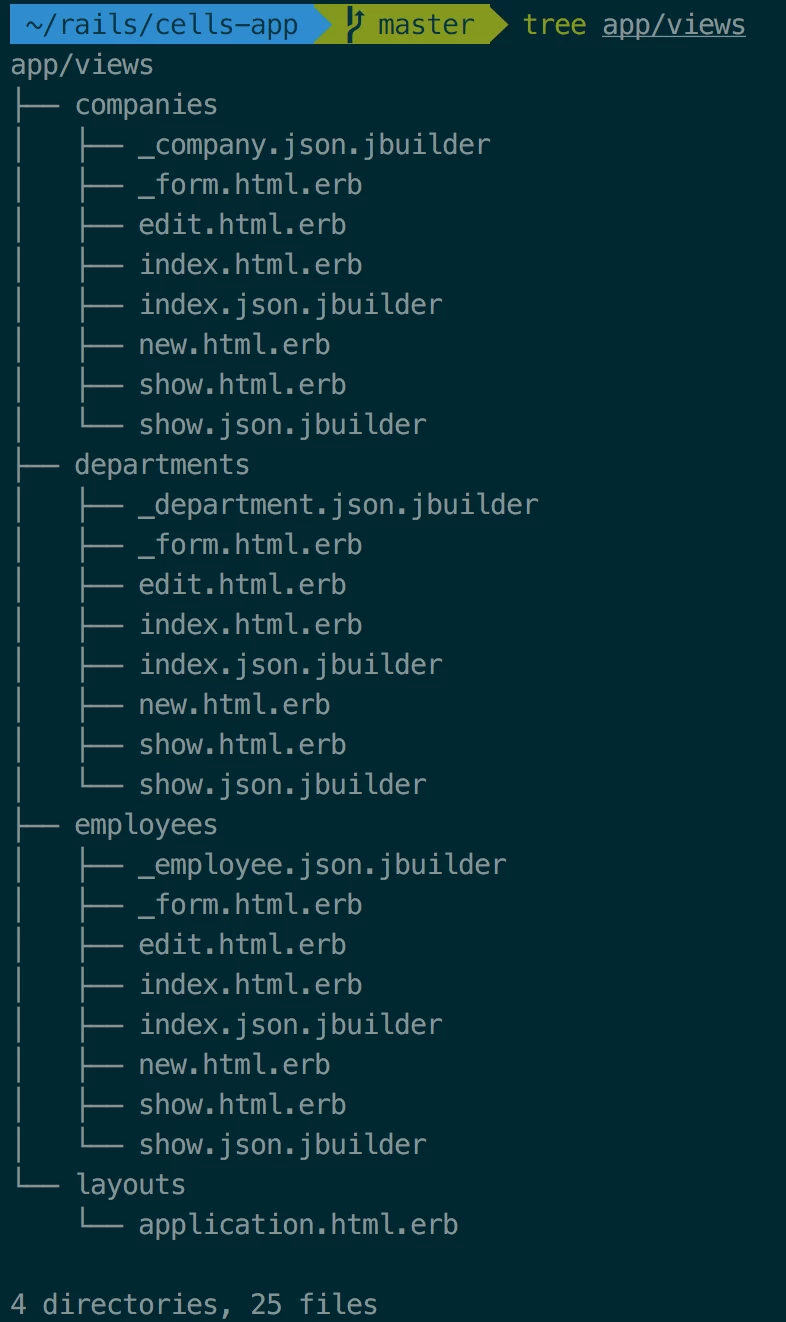 ~/rails/cells-app master tree app/views
app/views
├── companies
│   ├── _company.json.jbuilder
│   ├── _form.html.erb
│   ├── edit.html.erb
│   ├── index.html.erb
│   ├── index.json.jbuilder
│   ├── new.html.erb
│   ├── show.html.erb
│   └── show.json.jbuilder
├── departments
│   ├── _department.json.jbuilder
│   ├── _form.html.erb
│   ├── edit.html.erb
│   ├── index.html.erb
│   ├── index.json.jbuilder
│   ├── new.html.erb
│   ├── show.html.erb
│   └── show.json.jbuilder
├── employees
│   ├── _employee.json.jbuilder
│   ├── _form.html.erb
│   ├── edit.html.erb
│   ├── index.html.erb
│   ├── index.json.jbuilder
│   ├── new.html.erb
│   ├── show.html.erb
│   └── show.json.jbuilder
└── layouts
    └── application.html.erb

4 directories, 25 files